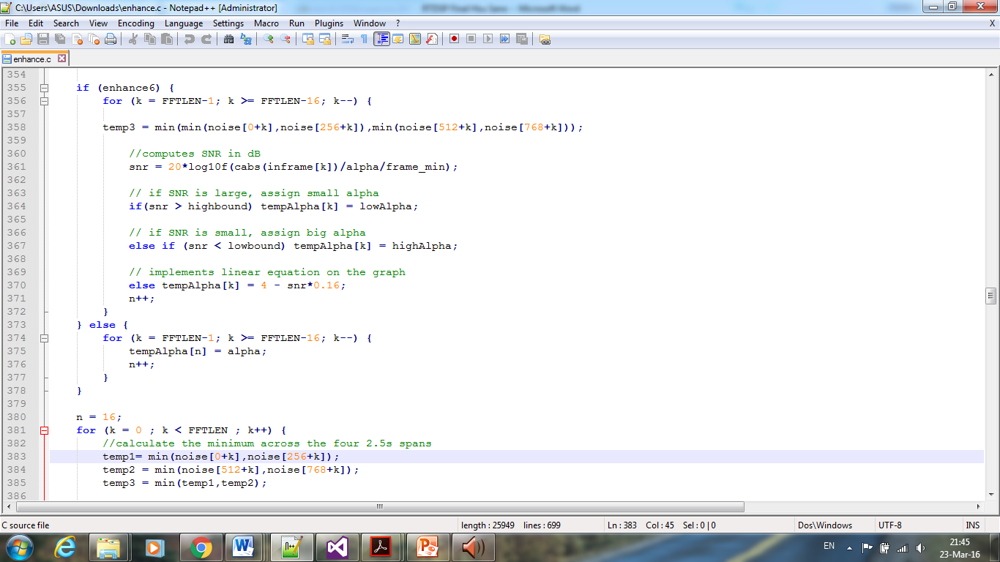 C:\Users\ASUS\Downloads\enhance.c - Notepad++ [Administrator]
File Edit Search View Encoding Language Settings Macro Run Plugins Window ? X
enhance.c
354
355 if (enhance6) {
356 for (k = FFTLEN-1; k >= FFTLEN-16; k--) {
357
358 temp3 = min(min(noise[0+k],noise[256+k]),min(noise[512+k],noise[768+k]));
359
360 //computes SNR in dB
361 snr = 20*log10f(cabs(inframe[k])/alpha/frame_min);
362
363 // if SNR is large, assign small alpha
364 if(snr > highbound) tempAlpha[k] = lowAlpha;
365
366 // if SNR is small, assign big alpha
367 else if (snr < lowbound) tempAlpha[k] = highAlpha;
368
369 // implements linear equation on the graph
370 else tempAlpha[k] = 4 - snr*0.16;
371 n++;
372 }
373 } else {
374 for (k = FFTLEN-1; k >= FFTLEN-16; k--) {
375 tempAlpha[n] = alpha;
376 n++;
377 }
378 }
379
380 n = 16;
381 for (k = 0 ; k < FFTLEN ; k++) {
382 //calculate the minimum across the four 2.5s spans
383 temp1= min(noise[0+k],noise[256+k]);
384 temp2 = min(noise[512+k],noise[768+k]);
385 temp3 = min(temp1,temp2);
386
C source file length : 25949 lines : 699 Ln : 383 Col : 45 Sel : 0 | 0 Dos\Windows UTF-8 INS
EN 21:45
23-Mar-16